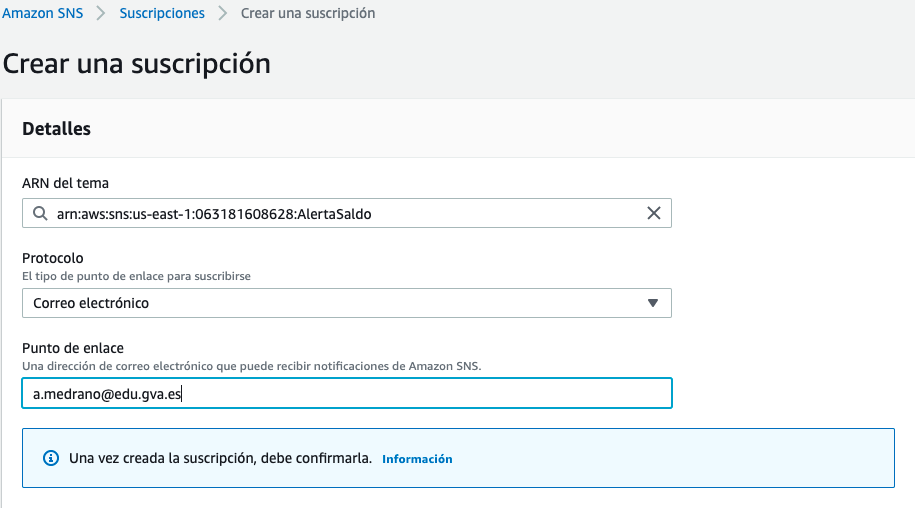 Amazon SNS > Suscripciones > Crear una suscripción
Crear una suscripción
Detalles
ARN del tema
arn:aws:sns:us-east-1:063181608628:AlertaSaldo
Protocolo
El tipo de punto de enlace para suscribirse
Correo electrónico
Punto de enlace
Una dirección de correo electrónico que puede recibir notificaciones de Amazon SNS.
a.medrano@edu.gva.es
Una vez creada la suscripción, debe confirmarla. Información